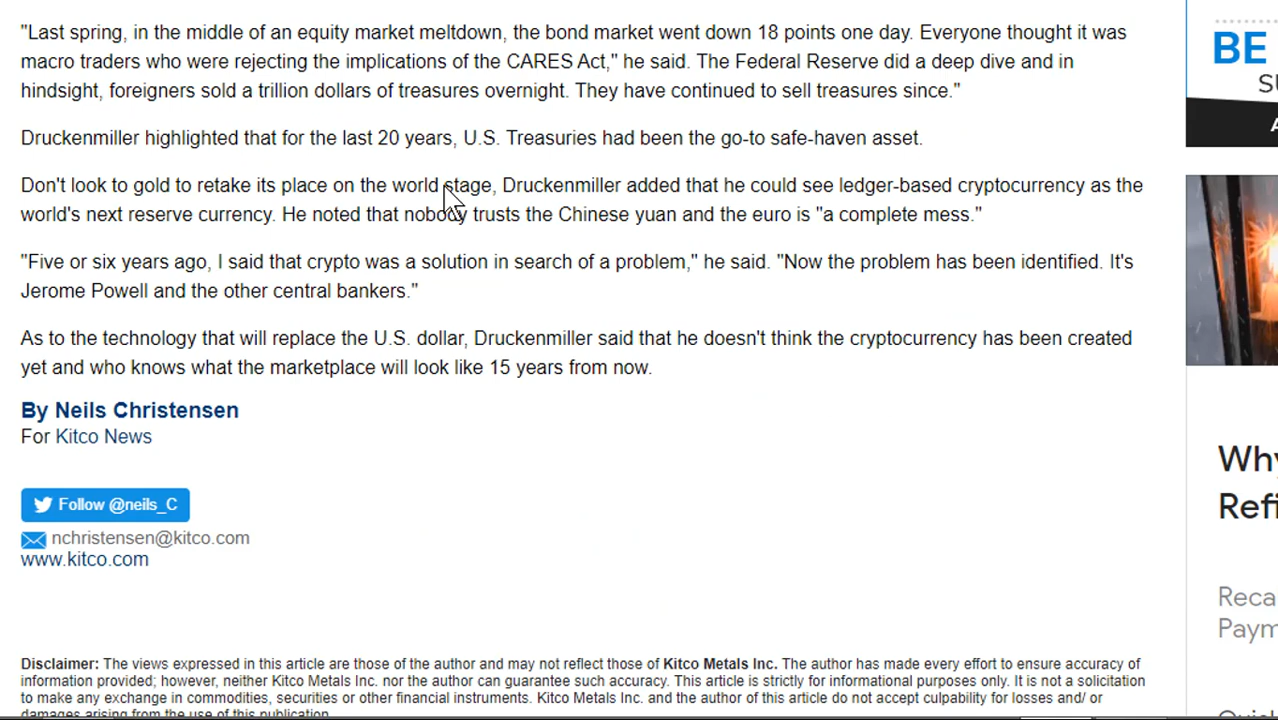 "Last spring, in the middle of an equity market meltdown, the bond market went down 18 points one day. Everyone thought it was
macro traders who were rejecting the implications of the CARES Act," he said. The Federal Reserve did a deep dive and in
hindsight, foreigners sold a trillion dollars of treasures overnight. They have continued to sell treasures since."
Druckenmiller highlighted that for the last 20 years, U.S. Treasuries had been the go-to safe-haven asset.
Don't look to gold to retake its place on the world stage, Druckenmiller added that he could see ledger-based cryptocurrency as the
world's next reserve currency. He noted that nobody trusts the Chinese yuan and the euro is "a complete mess."
"Five or six years ago, I said that crypto was a solution in search of a problem," he said. "Now the problem has been identified. It's
Jerome Powell and the other central bankers."
As to the technology that will replace the U.S. dollar, Druckenmiller said that he doesn't think the cryptocurrency has been created
yet and who knows what the marketplace will look like 15 years from now.
By Neils Christensen
For Kitco News
Follow @neils_C
nchristensen@kitco.com
www.kitco.com
Disclaimer: The views expressed in this article are those of the author and may not reflect those of Kitco Metals Inc. The author has made every effort to ensure accuracy of
information provided; however, neither Kitco Metals Inc. nor the author can guarantee such accuracy. This article is strictly for informational purposes only. It is not a solicitation
to make any exchange in commodities, securities or other financial instruments. Kitco Metals Inc. and the author of this article do not accept culpability for losses and/ or
damages arising from the use of this publication.
BE
Why